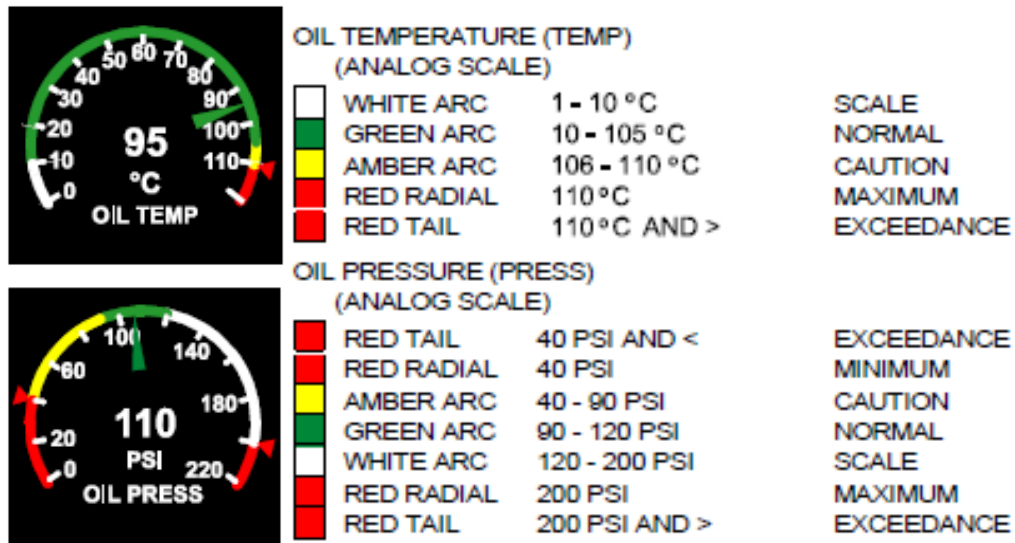 50 60 70
40 80
30 90
20 95 100
10 °C 110
0
OIL TEMP
OIL TEMPERATURE (TEMP)
(ANALOG SCALE)
WHITE ARC 1 - 10 °C SCALE
GREEN ARC 10 - 105 °C NORMAL
AMBER ARC 106 - 110 °C CAUTION
RED RADIAL 110°C MAXIMUM
RED TAIL 110°C AND > EXCEEDANCE
100 140
60
180
20 110
PSI
0 220
OIL PRESS
OIL PRESSURE (PRESS)
(ANALOG SCALE)
RED TAIL 40 PSI AND < EXCEEDANCE
RED RADIAL 40 PSI MINIMUM
AMBER ARC 40 - 90 PSI CAUTION
GREEN ARC 90 - 120 PSI NORMAL
WHITE ARC 120 - 200 PSI SCALE
RED RADIAL 200 PSI MAXIMUM
RED TAIL 200 PSI AND > EXCEEDANCE